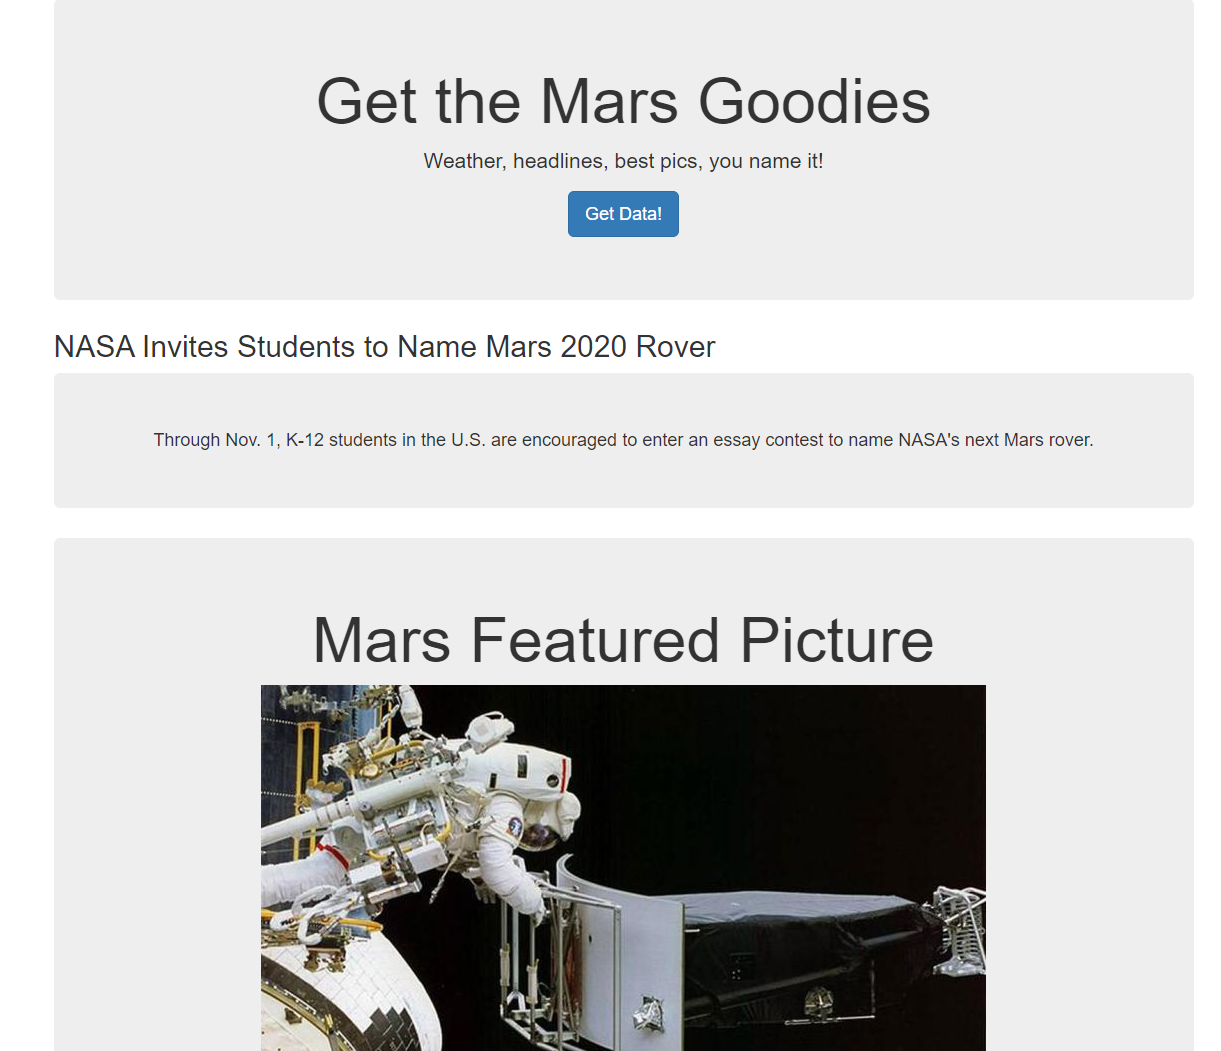 Get the Mars Goodies
Weather, headlines, best pics, you name it!
Get Data!
NASA Invites Students to Name Mars 2020 Rover
Through Nov. 1, K-12 students in the U.S. are encouraged to enter an essay contest to name NASA's next Mars rover.
Mars Featured Picture